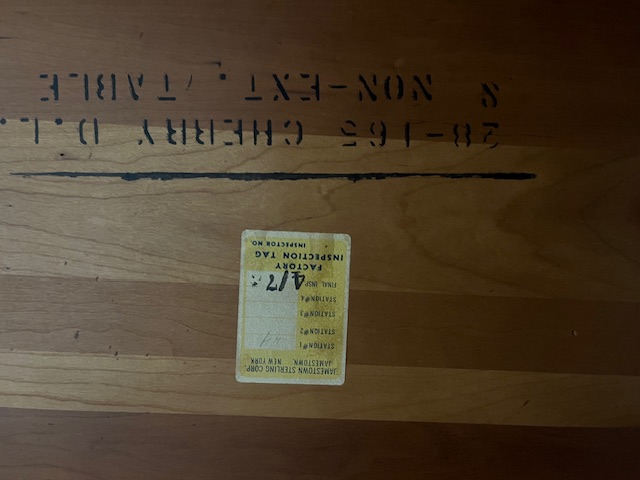 JAMESTOWN STERLING CORP.
JAMESTOWN, NEW YORK
STATION #1
STATION #2
STATION #3
STATION #4
FINAL INSP
FACTORY
INSPECTION TAG
INSPECTOR NO.
28-165 CHERRY D.L.
NON-EXT. TABLE